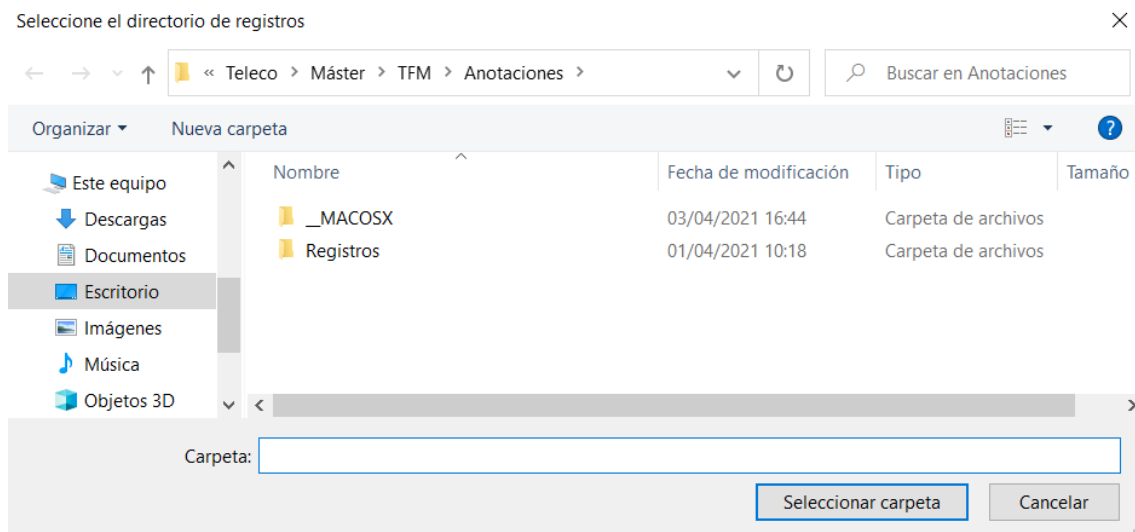 Seleccione el directorio de registros
« Teleco > Máster > TFM > Anotaciones >
Buscar en Anotaciones
Organizar
Nueva carpeta
?
Nombre Fecha de modificación Tipo Tamaño
Este equipo
Descargas
Documentos
Escritorio
Imágenes
Música
Objetos 3D
__MACOSX 03/04/2021 16:44 Carpeta de archivos
Registros 01/04/2021 10:18 Carpeta de archivos
Carpeta:
Seleccionar carpeta Cancelar